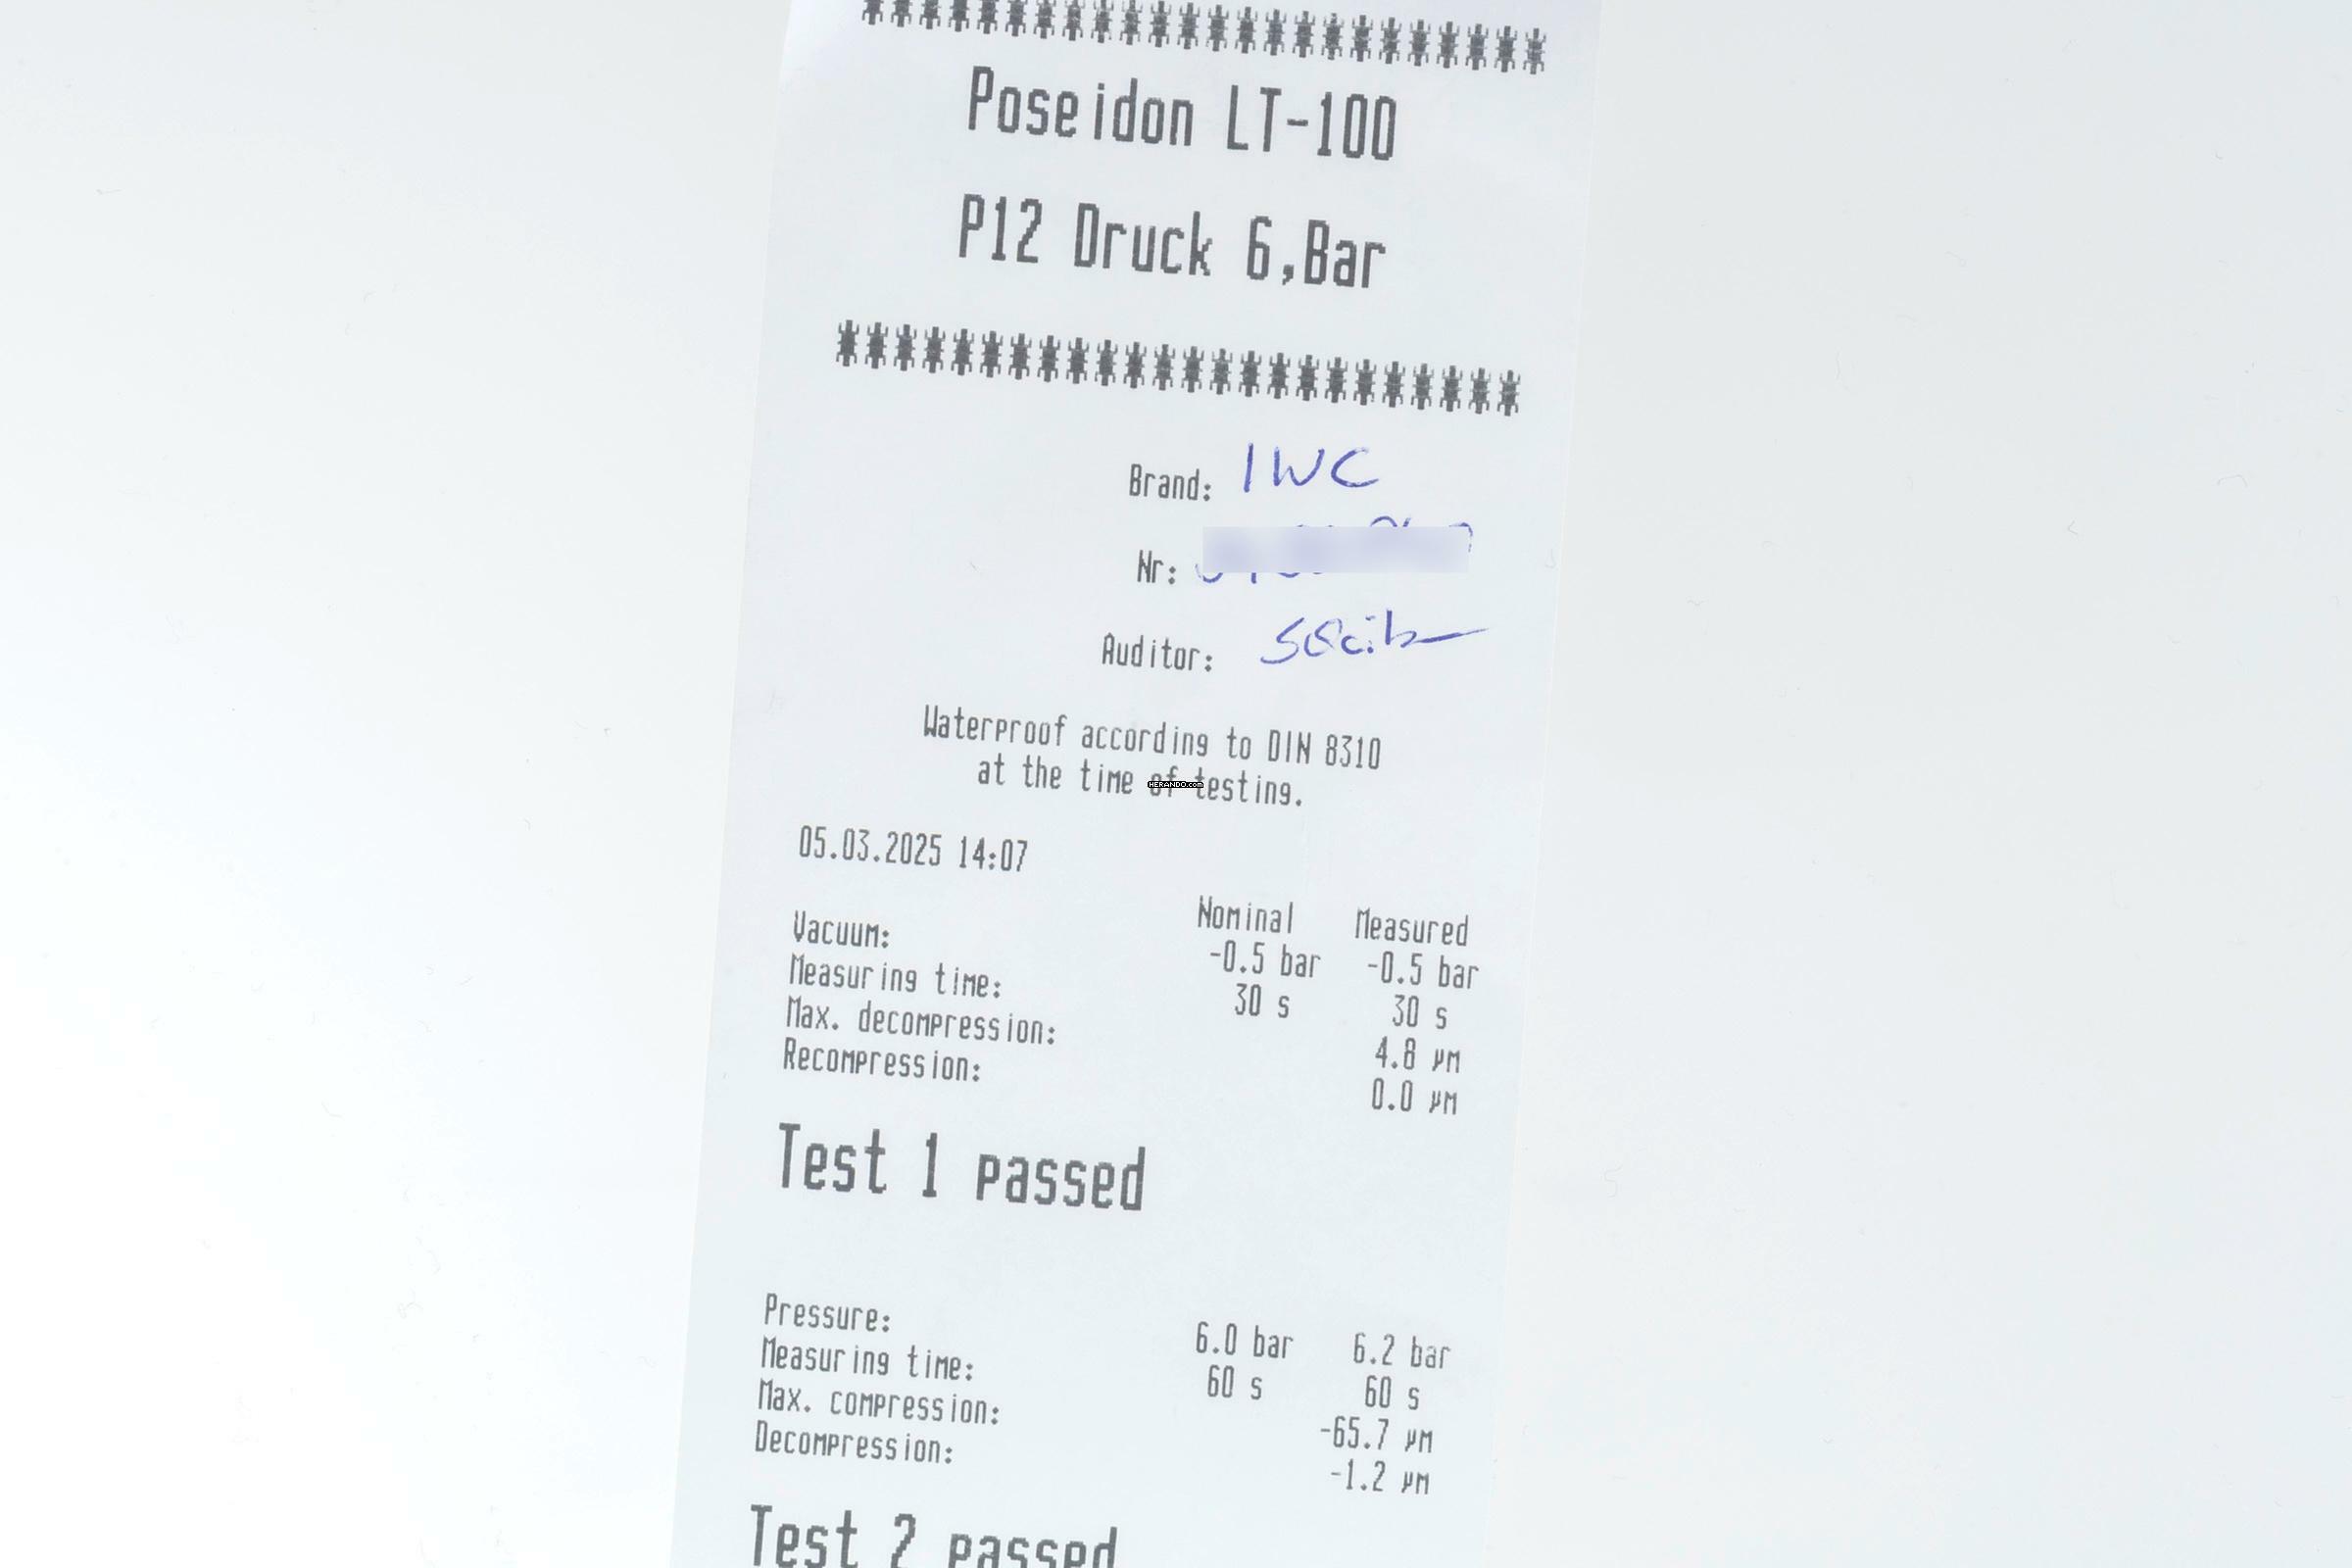 ************************
Poseidon LT-100
P12 Druck 6,Bar
************************
Brand: IWC
Nr:
Auditor:
Waterproof according to DIN 8310
at the time of testing.
HERANDO.com
05.03.2025 14:07
Nominal Measured
Vacuum: -0.5 bar -0.5 bar
Measuring time: 30 s 30 s
Max. decompression: 4.8 µm
Recompression: 0.0 µm
Test 1 passed
Pressure: 6.0 bar 6.2 bar
Measuring time: 60 s 60 s
Max. compression: -65.7 µm
Decompression: -1.2 µm
Test 2 passed